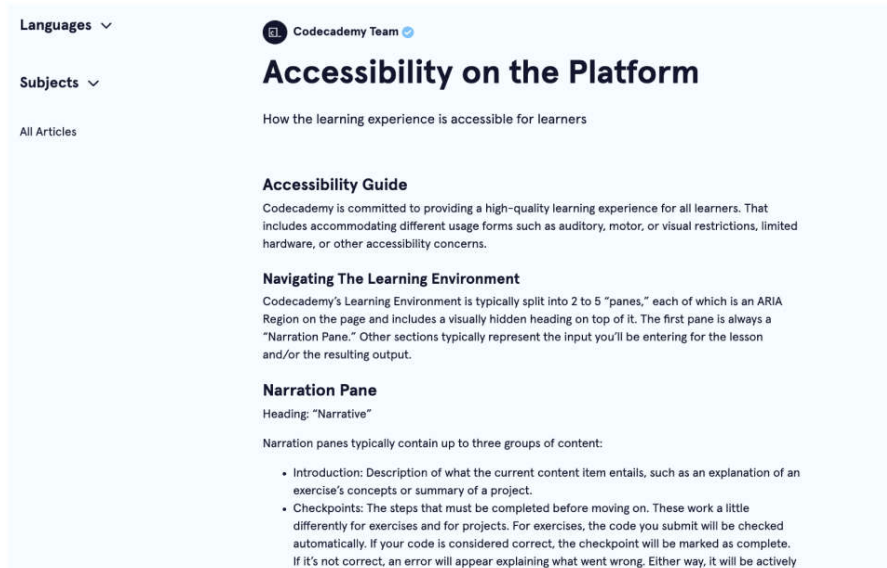 Languages
Subjects
All Articles
Codecademy Team
Accessibility on the Platform
How the learning experience is accessible for learners
Accessibility Guide
Codecademy is committed to providing a high-quality learning experience for all learners. That
includes accommodating different usage forms such as auditory, motor, or visual restrictions, limited
hardware, or other accessibility concerns.
Navigating The Learning Environment
Codecademy’s Learning Environment is typically split into 2 to 5 “panes,” each of which is an ARIA
Region on the page and includes a visually hidden heading on top of it. The first pane is always a
“Narration Pane.” Other sections typically represent the input you’ll be entering for the lesson
and/or the resulting output.
Narration Pane
Heading: “Narrative”
Narration panes typically contain up to three groups of content:
• Introduction: Description of what the current content item entails, such as an explanation of an
exercise’s concepts or summary of a project.
• Checkpoints: The steps that must be completed before moving on. These work a little
differently for exercises and for projects. For exercises, the code you submit will be checked
automatically. If your code is considered correct, the checkpoint will be marked as complete.
If it’s not correct, an error will appear explaining what went wrong. Either way, it will be actively